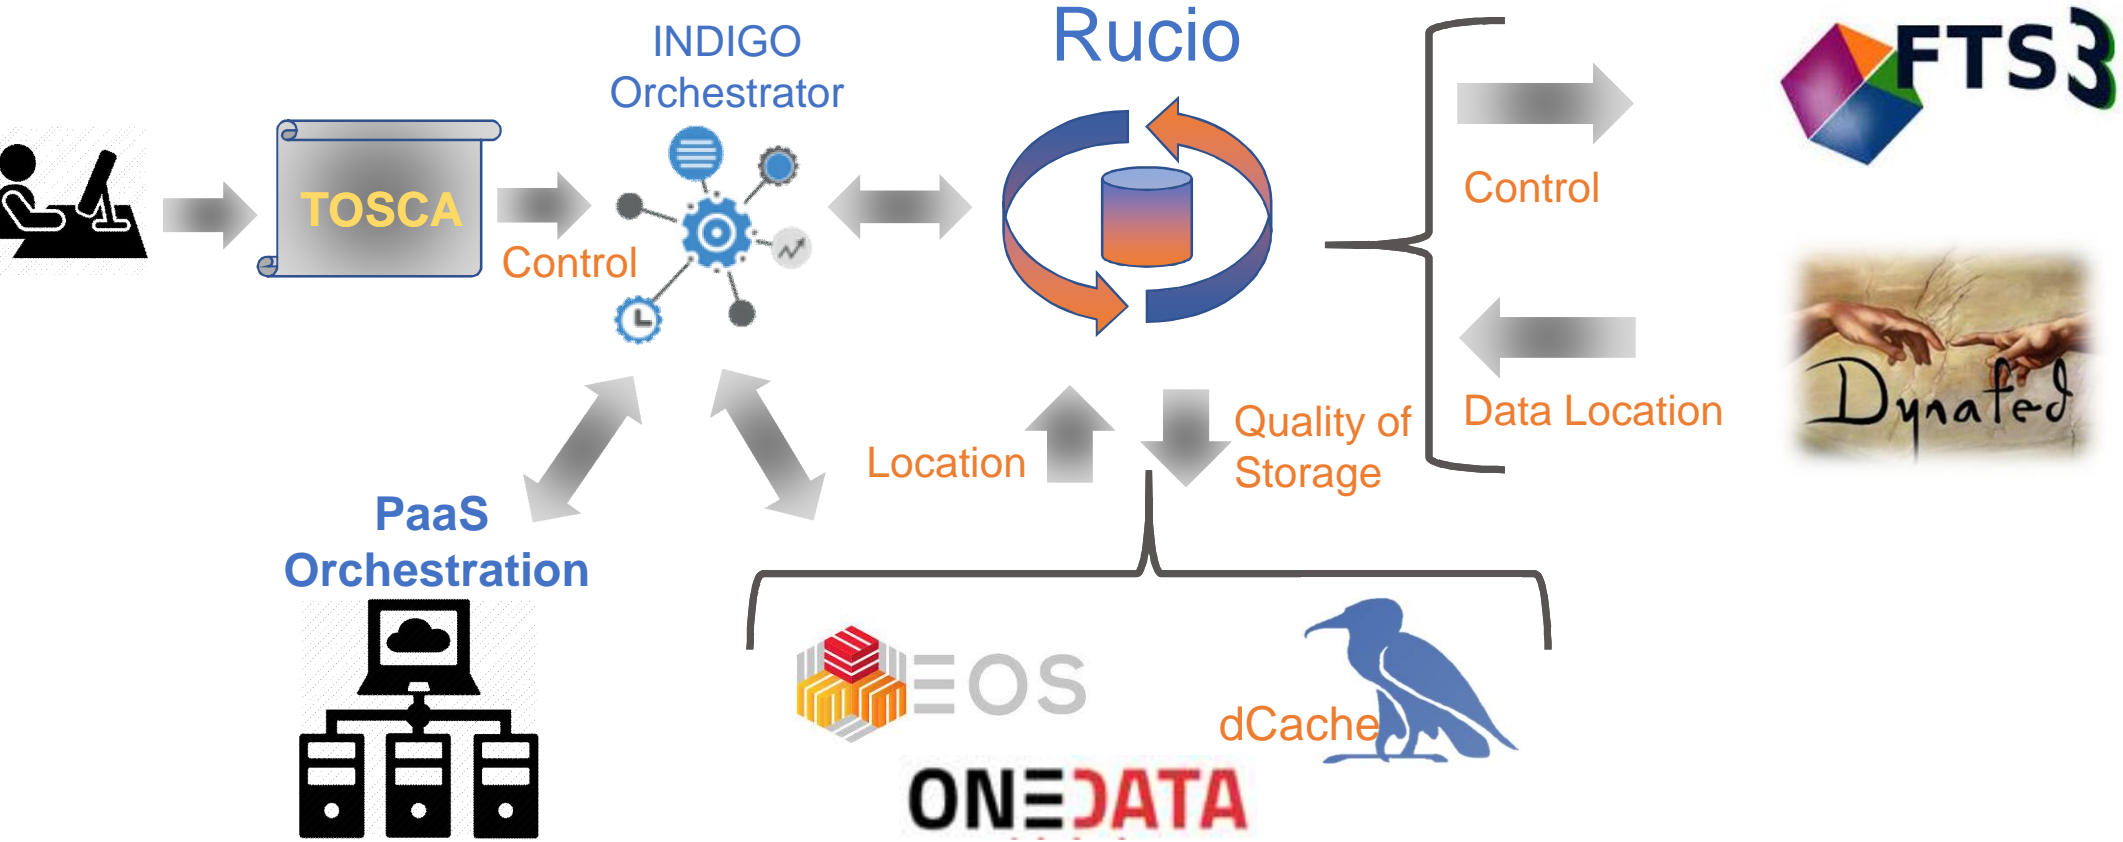 INDIGO
Orchestrator
Rucio
FTS3
TOSCA
Control
Control
Data Location
Dynafed
Location
Quality of
Storage
PaaS
Orchestration
EOS
dCache
ONEDATA